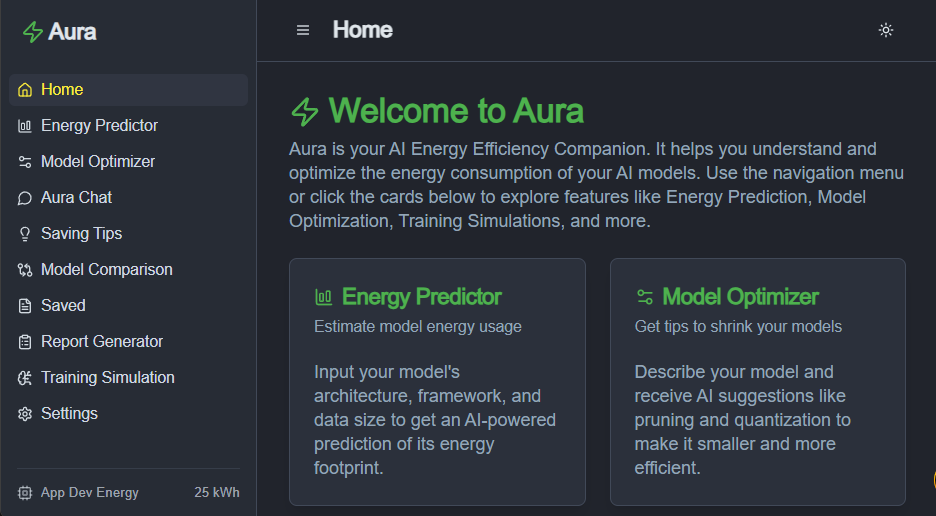 Aura
Home
Energy Predictor
Model Optimizer
Aura Chat
Saving Tips
Model Comparison
Saved
Report Generator
Training Simulation
Settings
App Dev Energy 25 kWh
Home
Welcome to Aura
Aura is your AI Energy Efficiency Companion. It helps you understand and
optimize the energy consumption of your AI models. Use the navigation menu
or click the cards below to explore features like Energy Prediction, Model
Optimization, Training Simulations, and more.
Energy Predictor
Estimate model energy usage
Input your model's
architecture, framework, and
data size to get an AI-powered
prediction of its energy
footprint.
Model Optimizer
Get tips to shrink your models
Describe your model and
receive AI suggestions like
pruning and quantization to
make it smaller and more
efficient.